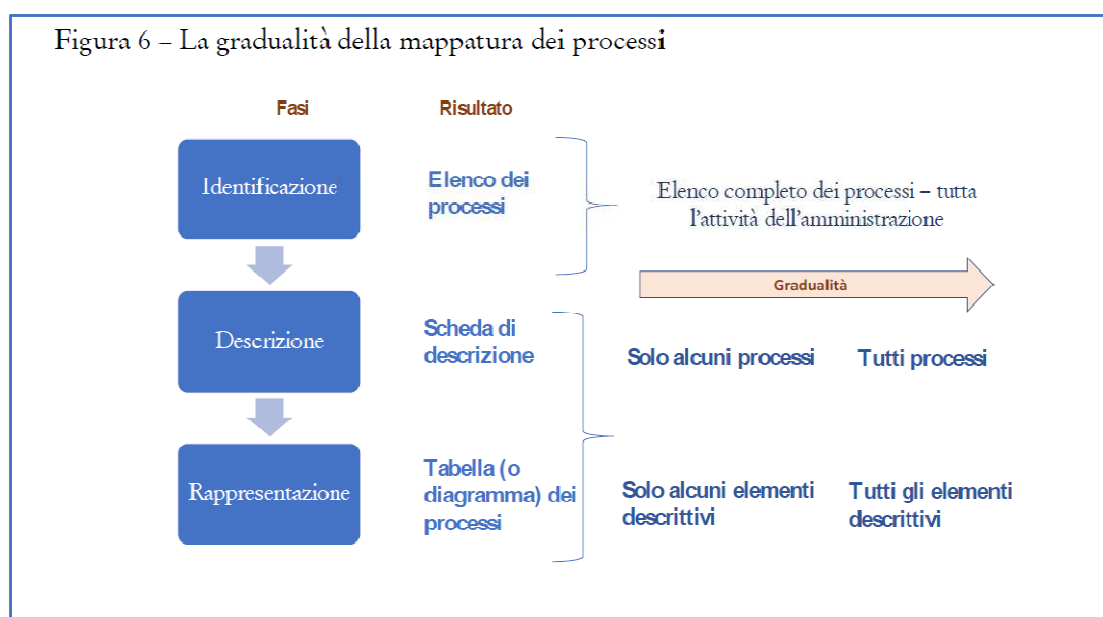 Figura 6 – La gradualità della mappatura dei processi
Fasi
Risultato
Identificazione
Elenco dei
processi
Elenco completo dei processi – tutta
l'attività dell'amministrazione
Gradualità
Descrizione
Scheda di
descrizione
Solo alcuni processi
Tutti processi
Rappresentazione
Tabella (o
diagramma) dei
processi
Solo alcuni elementi
descrittivi
Tutti gli elementi
descrittivi